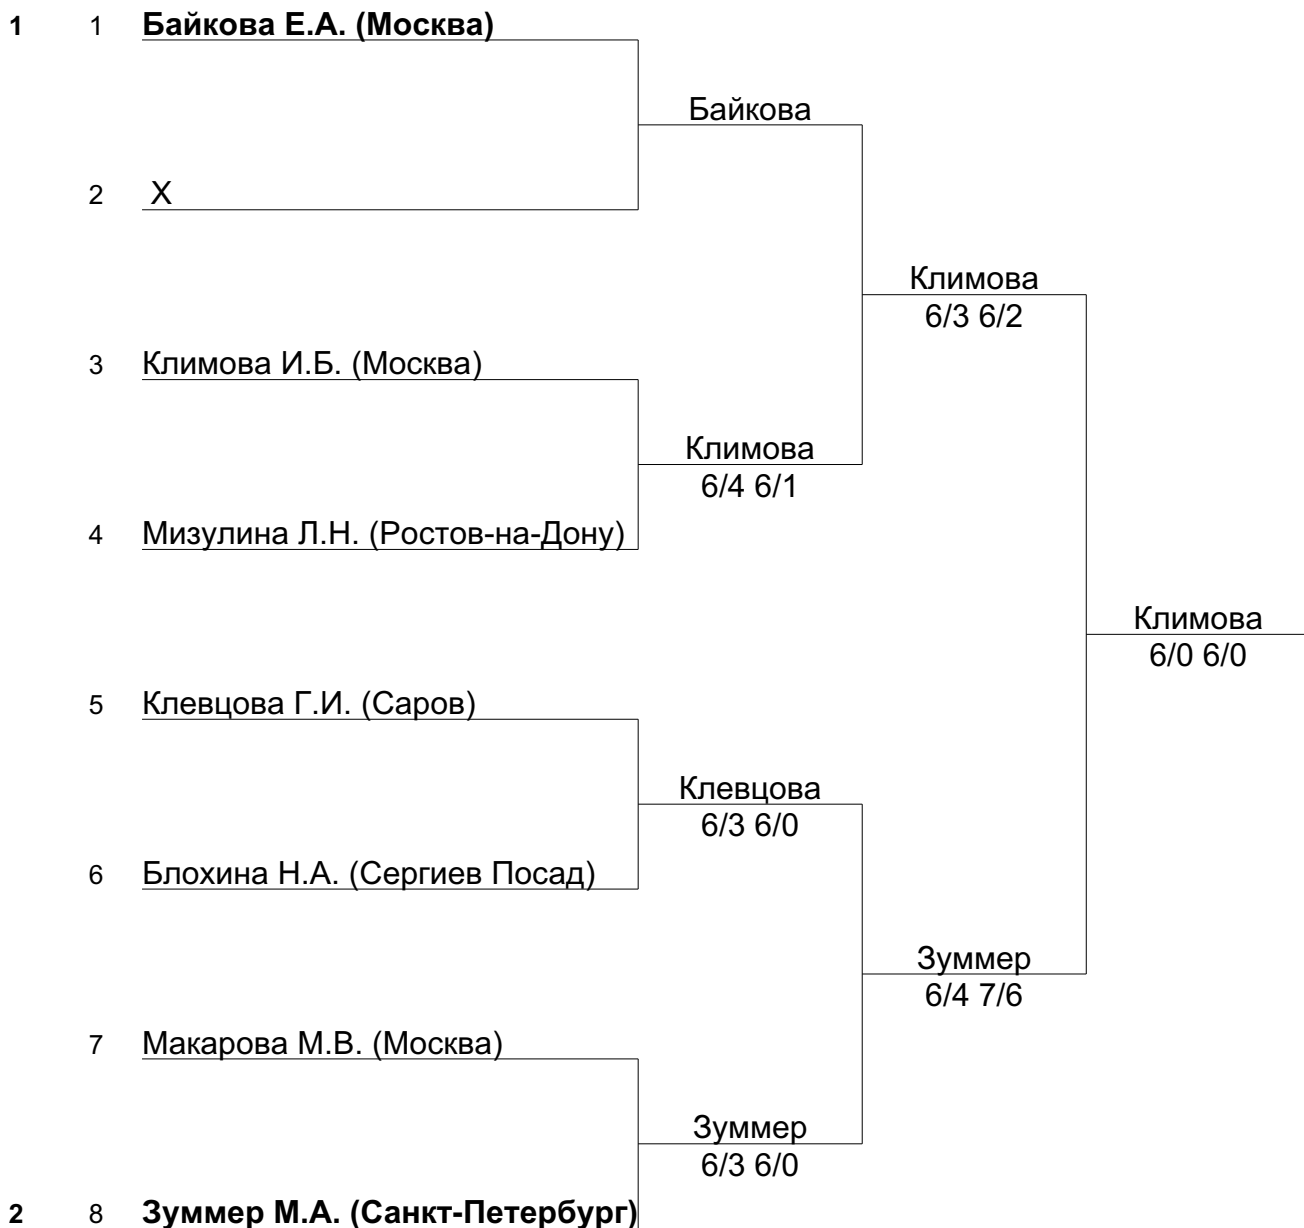 1 1 Байкова Е.А. (Москва)
Байкова
2 X
Климова
6/3 6/2
3 Климова И.Б. (Москва)
Климова
6/4 6/1
4 Мизулина Л.Н. (Ростов-на-Дону)
Климова
6/0 6/0
5 Клевцова Г.И. (Саров)
Клевцова
6/3 6/0
6 Блохина Н.А. (Сергиев Посад)
Зуммер
6/4 7/6
7 Макарова М.В. (Москва)
Зуммер
6/3 6/0
2 8 Зуммер М.А. (Санкт-Петербург)